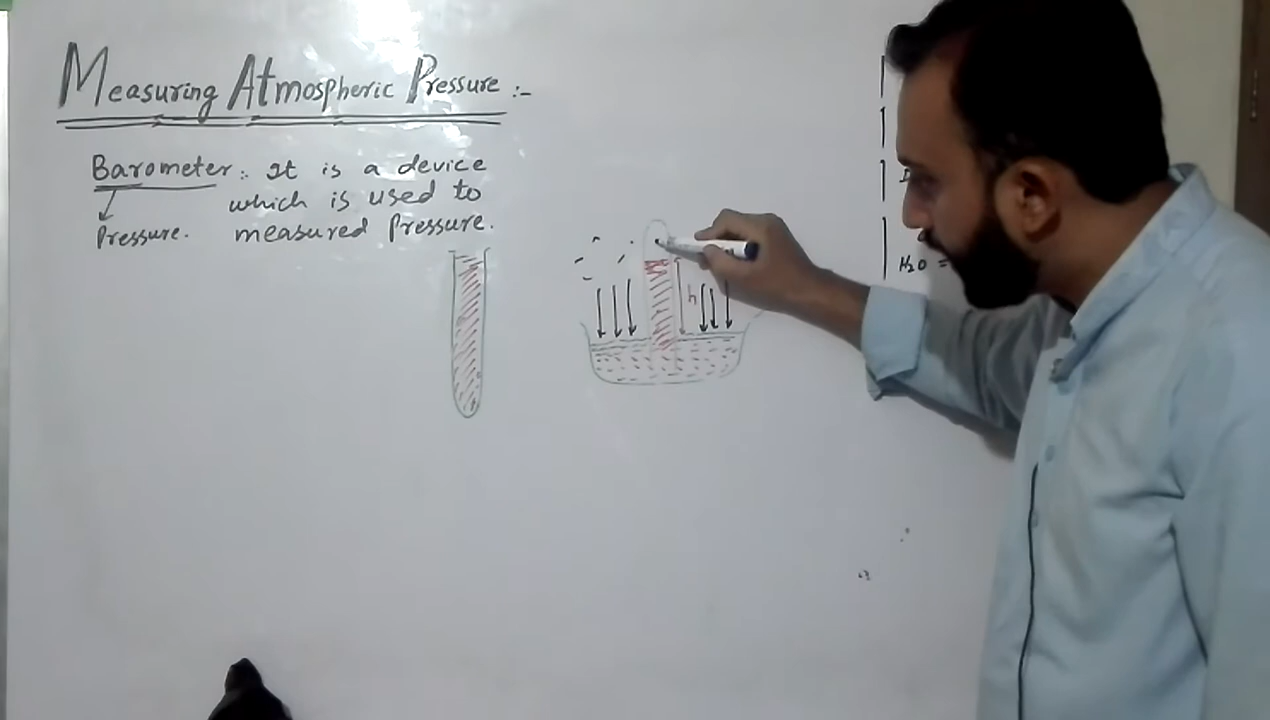 Measuring Atmospheric Pressure :-
Barometer :. It is a device
which is used to
Pressure. measured Pressure.
h
H₂O =